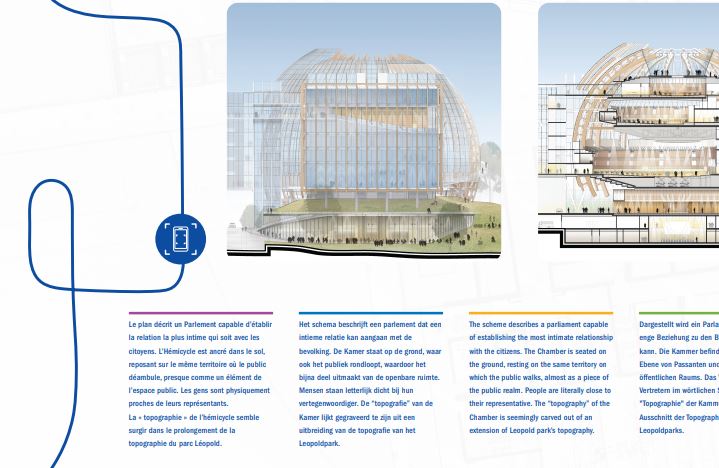 Le plan décrit un Parlement capable d'établir
la relation la plus intime qui soit avec les
citoyens. L'Hémicycle est ancré dans le sol,
reposant sur le même territoire où le public
déambule, presque comme un élément de
l'espace public. Les gens sont physiquement
proches de leurs représentants.
La « topographie » de l'hémicycle semble
surgir dans le prolongement de la
topographie du parc Léopold.
Het schema beschrijft een parlement dat een
intieme relatie kan aangaan met de
bevolking. De Kamer staat op de grond, waar
ook het publiek rondloopt, waardoor het
bijna deel uitmaakt van de openbare ruimte.
Mensen staan letterlijk dicht bij hun
vertegenwoordiger. De "topografie" van de
Kamer lijkt gegraveerd te zijn uit een
uitbreiding van de topografie van het
Leopoldpark.
The scheme describes a parliament capable
of establishing the most intimate relationship
with the citizens. The Chamber is seated on
the ground, resting on the same territory on
which the public walks, almost as a piece of
the public realm. People are literally close to
their representative. The "topography" of the
Chamber is seemingly carved out of an
extension of Leopold park's topography.
Dargestellt wird ein Parla
enge Beziehung zu den B
kann. Die Kammer befind
Ebene von Passanten und
öffentlichen Raums. Das
Vertretern im wörtlichen S
"Topographie" der Kamm
Ausschnitt der Topograph
Leopoldparks.